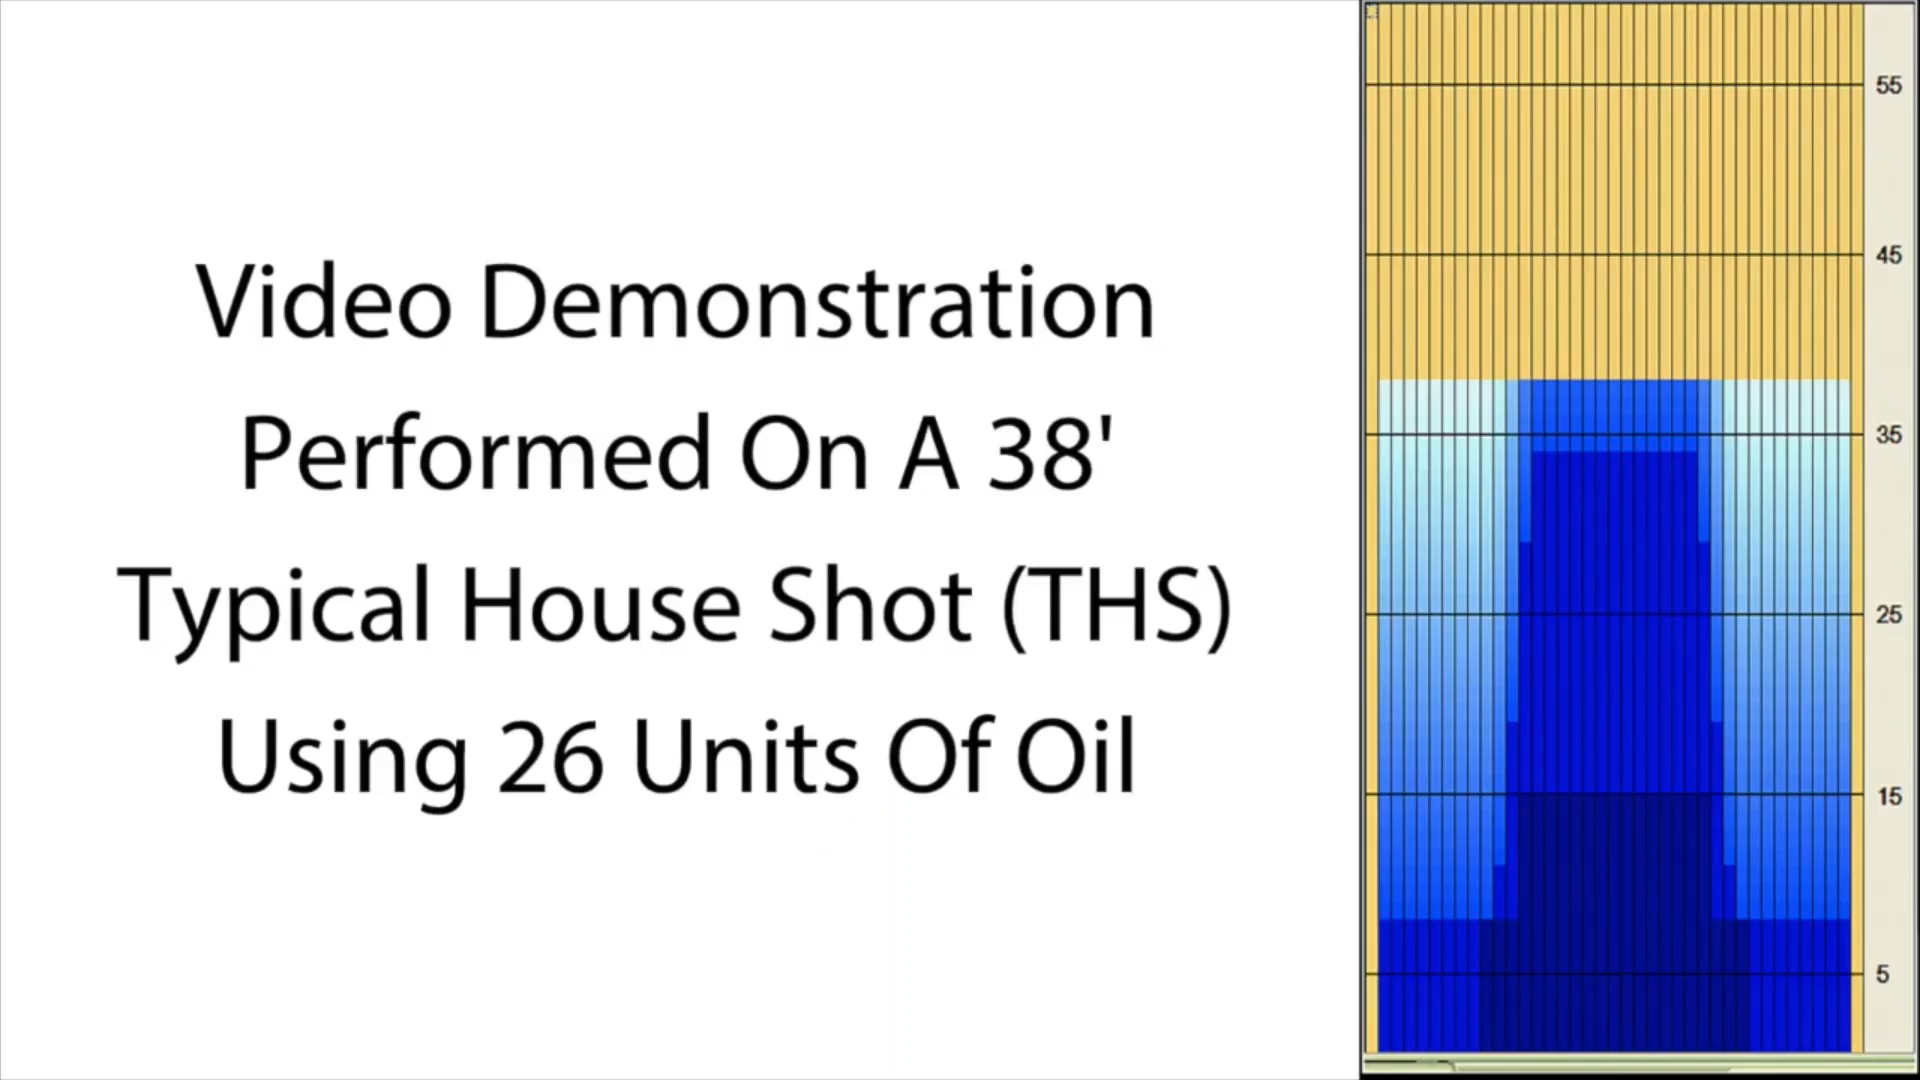 Video Demonstration
Performed On A 38'
Typical House Shot (THS)
Using 26 Units Of Oil
55
45
35
25
15
5